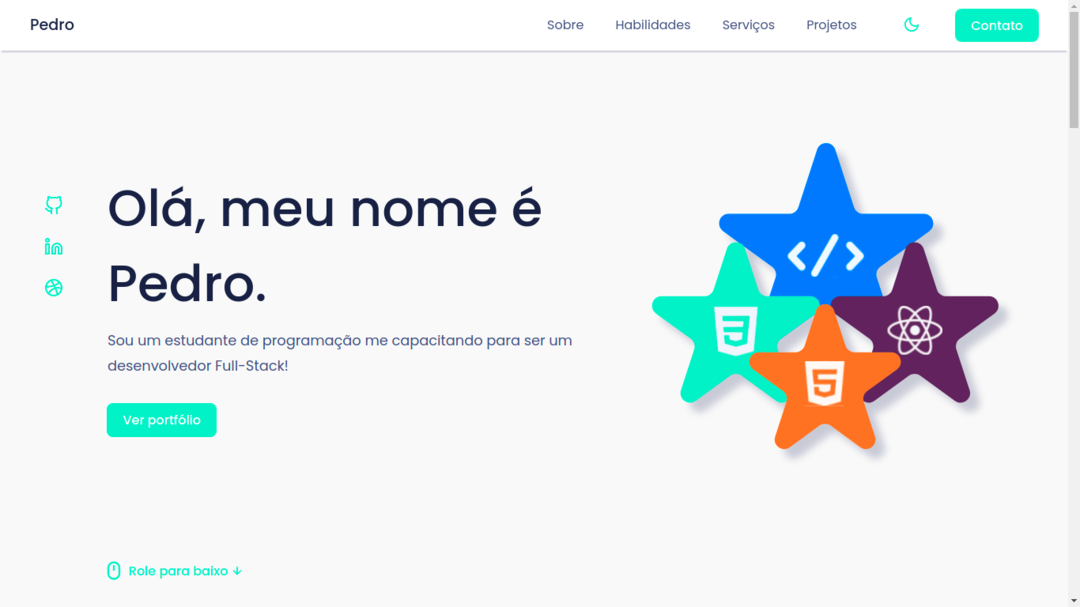 Pedro
Sobre
Habilidades
Serviços
Projetos
Contato
Olá, meu nome é
Pedro.
Sou um estudante de programação me capacitando para ser um
desenvolvedor Full-Stack!
Ver portfólio
Role para baixo ↓